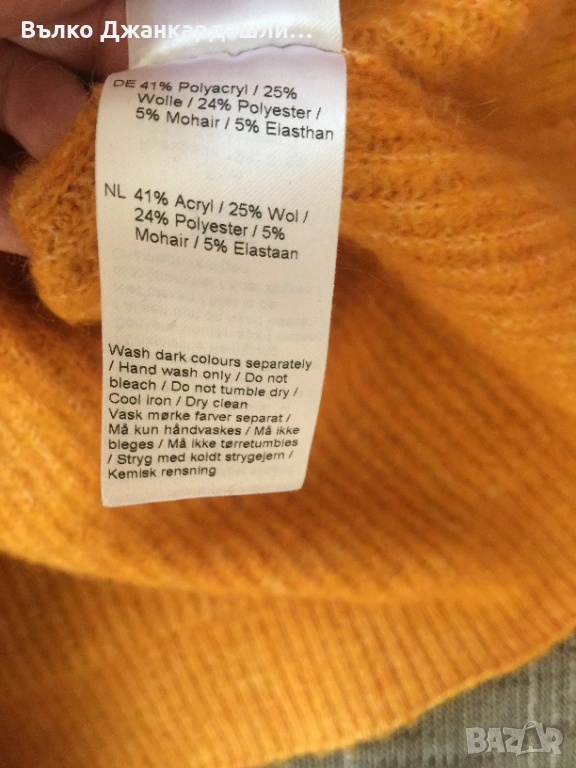 Вълко Джанкардашли...
DE 41% Polyacryl / 25%
Wolle / 24% Polyester /
5% Mohair / 5% Elasthan
NL 41% Acryl / 25% Wol /
24% Polyester / 5%
Mohair / 5% Elastaan
Wash dark colours separately
/ Hand wash only / Do not
bleach / Do not tumble dry /
Cool iron / Dry clean
Vask mørke farver separat /
Må kun håndvaskes / Må ikke
bleges / Må ikke tørretumbles
/ Stryg med koldt strygejern /
Kemisk rensning
BAZAR